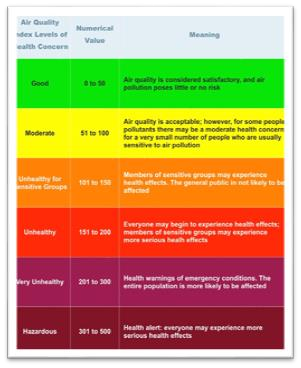 Air Quality
ndex Levels of
ealth Concern
Numerical
Value
Meaning
Good
0 to 50
Air quality is considered satisfactory, and air
pollution poses little or no risk
Moderate
51 to 100
Air quality is acceptable; however, for some people
pollutants there may be a moderate health concern
for a very small number of people who are usually
sensitive to air pollution
Unhealthy for
ensitive Groups
101 to 150
Members of sensitive groups may experience
health effects. The general public in not likely to be
affected
Unhealthy
151 to 200
Everyone may begin to experience health effects;
members of sensitive groups may experience
more serious healh effects
Very Unhealthy
201 to 300
Health warnings of emergency conditions. The
entire population is more likely to be affected
Hazardous
301 to 500
Health alert: everyone may experience more
serious health effects